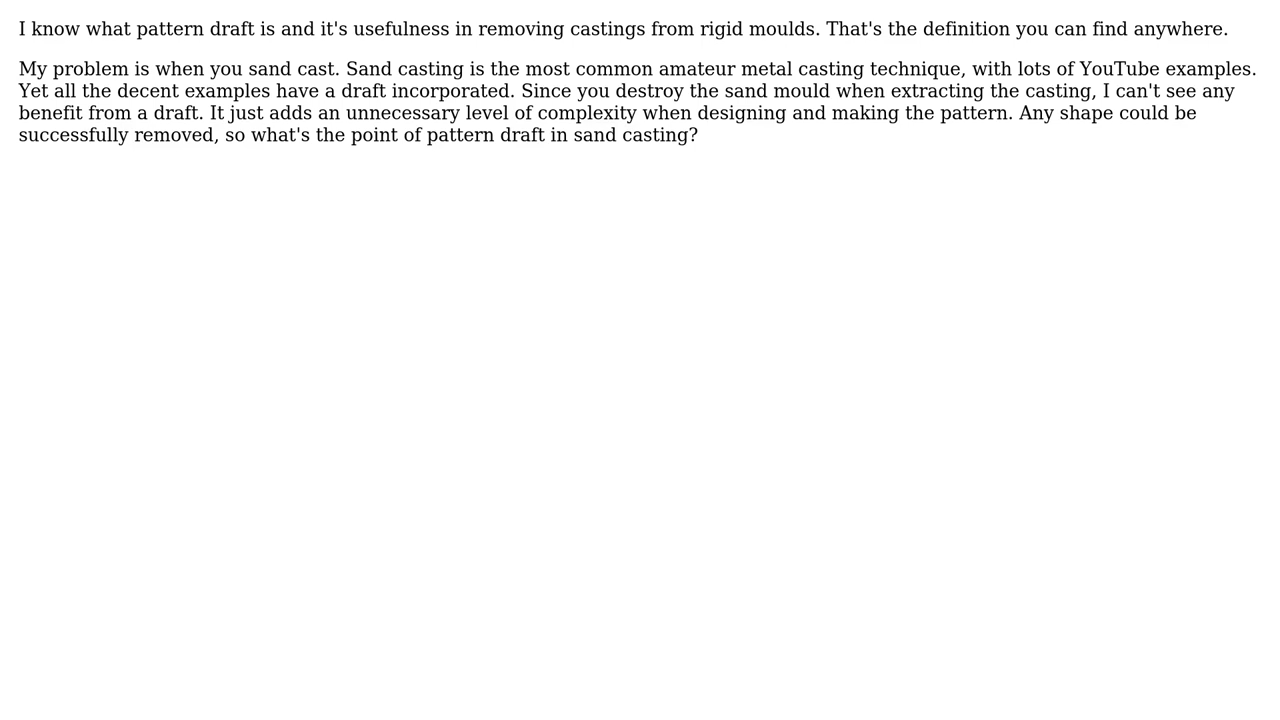 I know what pattern draft is and it's usefulness in removing castings from rigid moulds. That's the definition you can find anywhere.
My problem is when you sand cast. Sand casting is the most common amateur metal casting technique, with lots of YouTube examples.
Yet all the decent examples have a draft incorporated. Since you destroy the sand mould when extracting the casting, I can't see any
benefit from a draft. It just adds an unnecessary level of complexity when designing and making the pattern. Any shape could be
successfully removed, so what's the point of pattern draft in sand casting?